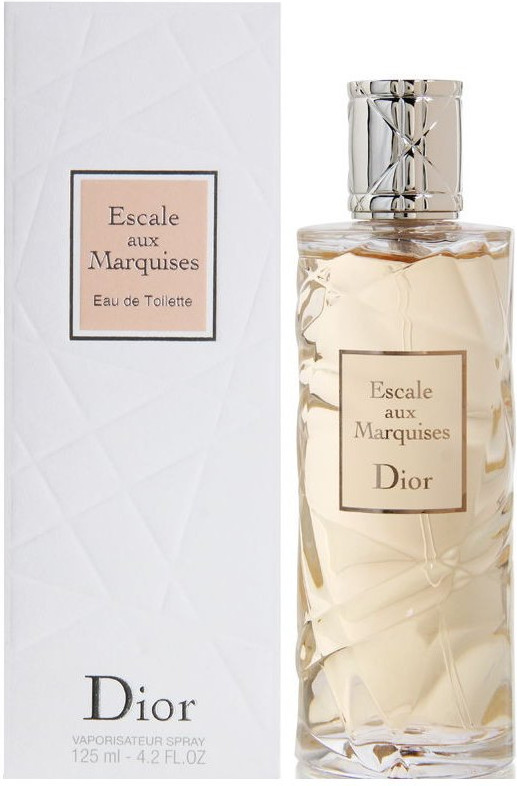 Escale
aux
Marquises
Eau de Toilette
Dior
VAPORISATEUR SPRAY
125 ml - 4.2 FL.OZ
Escale
aux
Marquises
Dior